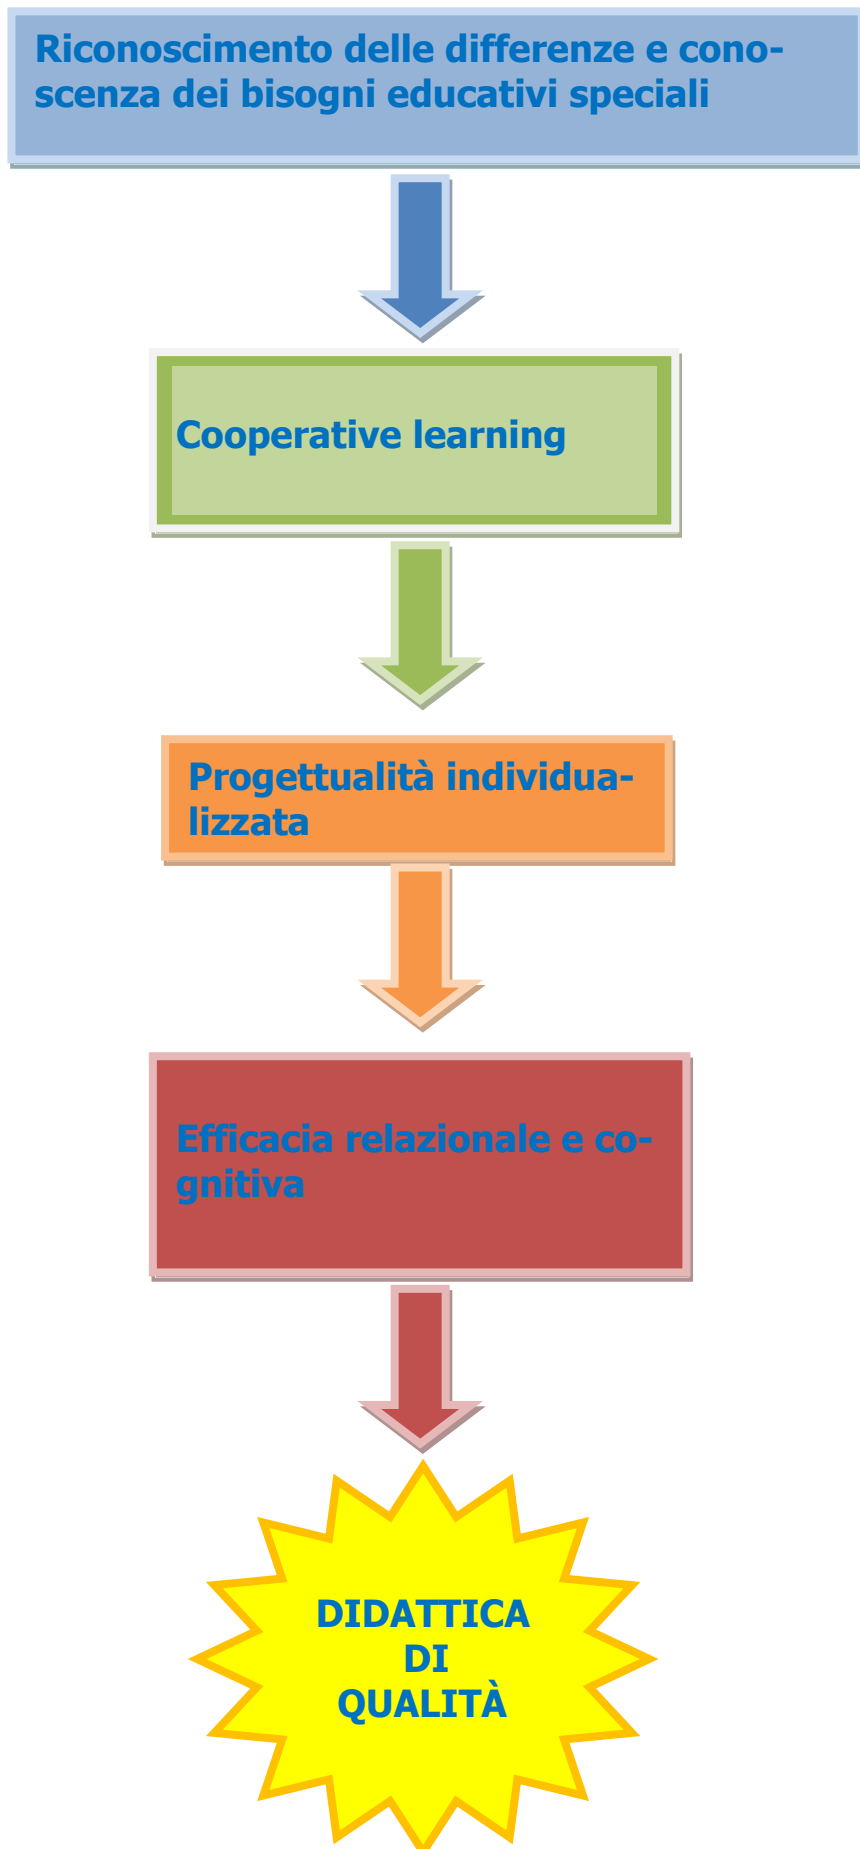 Riconoscimento delle differenze e cono-
scenza dei bisogni educativi speciali
Cooperative learning
Progettualità individua-
lizzata
Efficacia relazionale e co-
gnitiva
DIDATTICA
DI
QUALITÀ